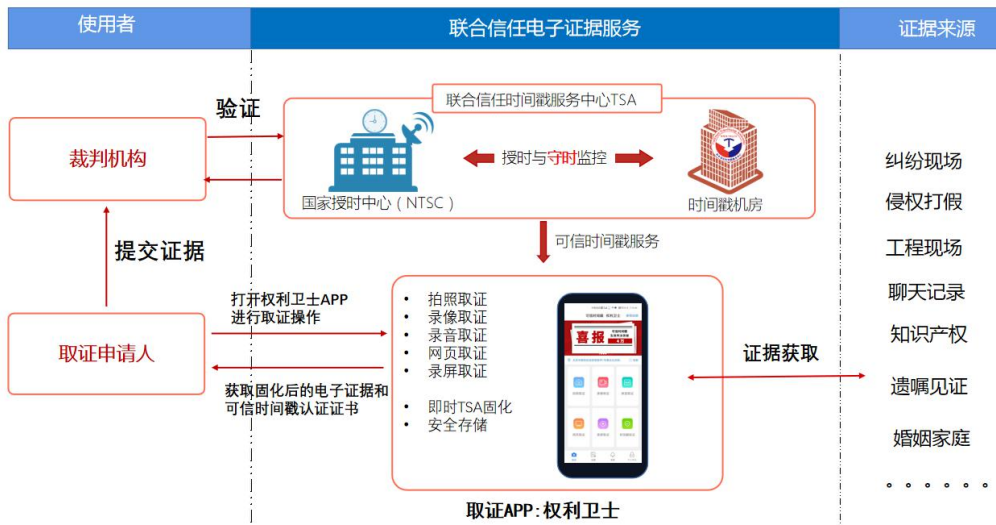 使用者
联合信任电子证据服务
证据来源
联合信任时间戳服务中心TSA
验证
裁判机构
授时与守时监控
国家授时中心（NTSC）
时间戳机房
可信时间戳服务
提交证据
打开权利卫士APP
进行取证操作
取证申请人
获取固化后的电子证据和
可信时间戳认证证书
• 拍照取证
• 录像取证
• 录音取证
• 网页取证
• 录屏取证
• 即时TSA固化
• 安全存储
喜报
取证APP:权利卫士
证据获取
纠纷现场
侵权打假
工程现场
聊天记录
知识产权
遗嘱见证
婚姻家庭
。。。。。。